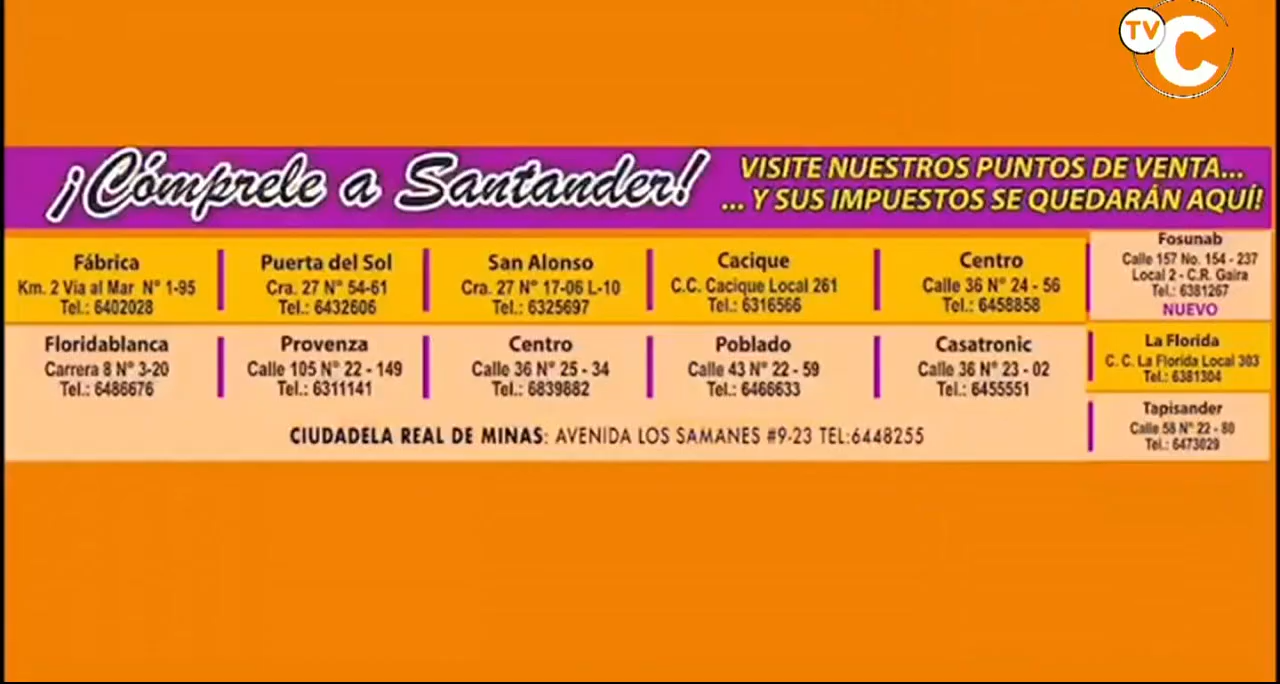 TV C
¡Cómprele a Santander!
VISITE NUESTROS PUNTOS DE VENTA...
... Y SUS IMPUESTOS SE QUEDARÁN AQUÍ!
Fábrica
Km. 2 Via al Mar N° 1-95
Tel.: 6402028
Puerta del Sol
Cra. 27 N° 54-61
Tel.: 6432606
San Alonso
Cra. 27 N° 17-06 L-10
Tel.: 6325697
Cacique
C.C. Cacique Local 261
Tel.: 6316566
Centro
Calle 36 N° 24 - 56
Tel.: 6458858
Fosunab
Calle 157 No. 154 - 237
Local 2 - C.R. Gaira
Tel.: 6381267
NUEVO
Floridablanca
Carrera 8 N° 3-20
Tel.: 6486676
Provenza
Calle 105 N° 22 - 149
Tel.: 6311141
Centro
Calle 36 N° 25 - 34
Tel.: 6839882
Poblado
Calle 43 N° 22 - 59
Tel.: 6466633
Casatronic
Calle 36 N° 23 - 02
Tel.: 6455551
La Florida
C. C. La Florida Local 303
Tel.: 6381304
Tapisander
Calle 58 N° 22 - 80
Tel.: 6473029
CIUDADELA REAL DE MINAS: AVENIDA LOS SAMANES #9-23 TEL:6448255